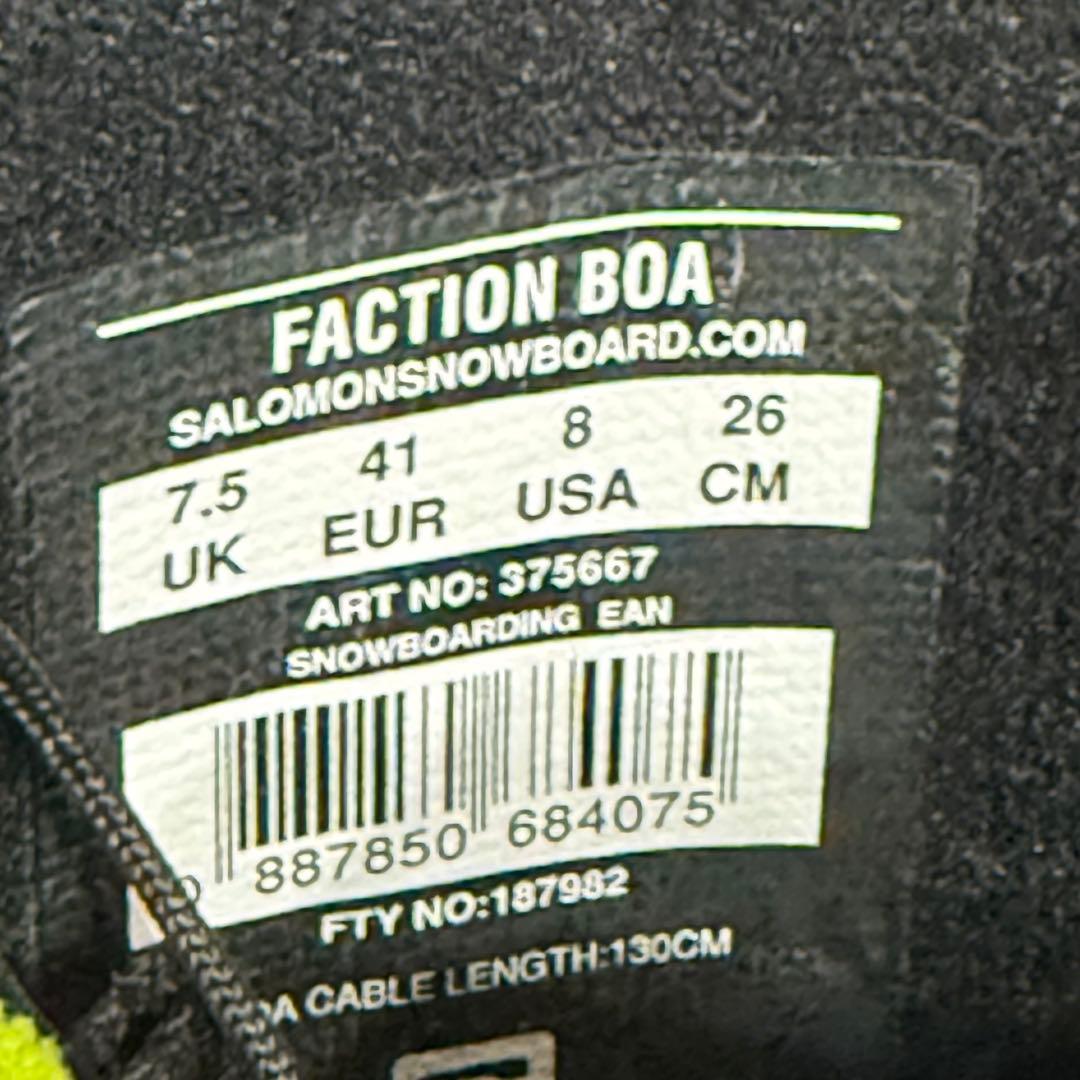 FACTION BOA
SALOMONSNOWBOARD.COM
7.5 41 8 26
UK EUR USA CM
ART NO: 375667
SNOWBOARDING EAN
0 887850 684075
FTY NO:187982
CABLE LENGTH:130CM